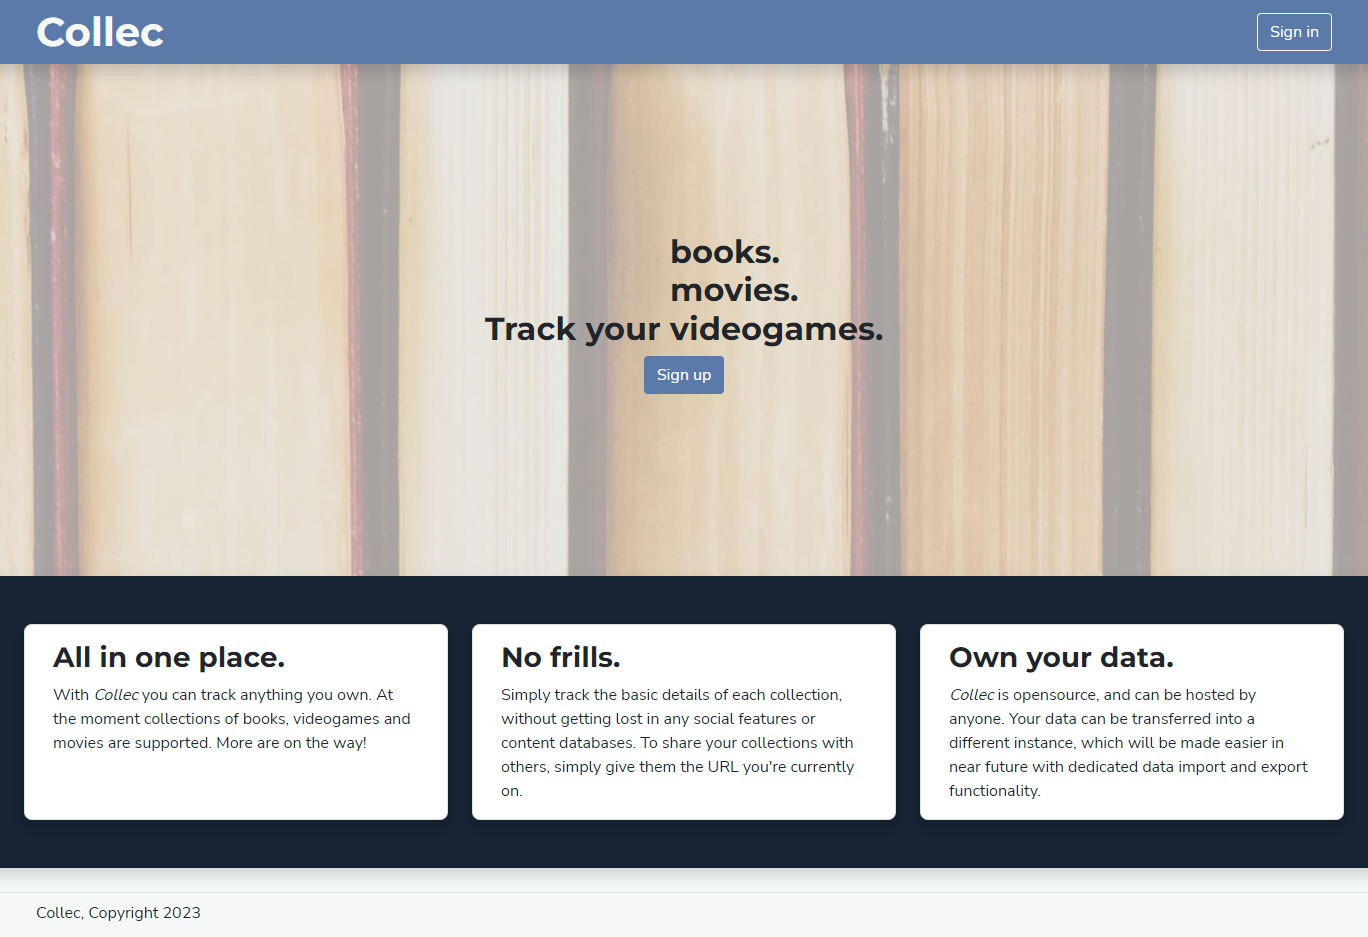 Collec
Sign in
books.
movies.
Track your videogames.
Sign up
All in one place.
With Collec you can track anything you own. At
the moment collections of books, videogames and
movies are supported. More are on the way!
No frills.
Simply track the basic details of each collection,
without getting lost in any social features or
content databases. To share your collections with
others, simply give them the URL you're currently
on.
Own your data.
Collec is opensource, and can be hosted by
anyone. Your data can be transferred into a
different instance, which will be made easier in
near future with dedicated data import and export
functionality.
Collec, Copyright 2023